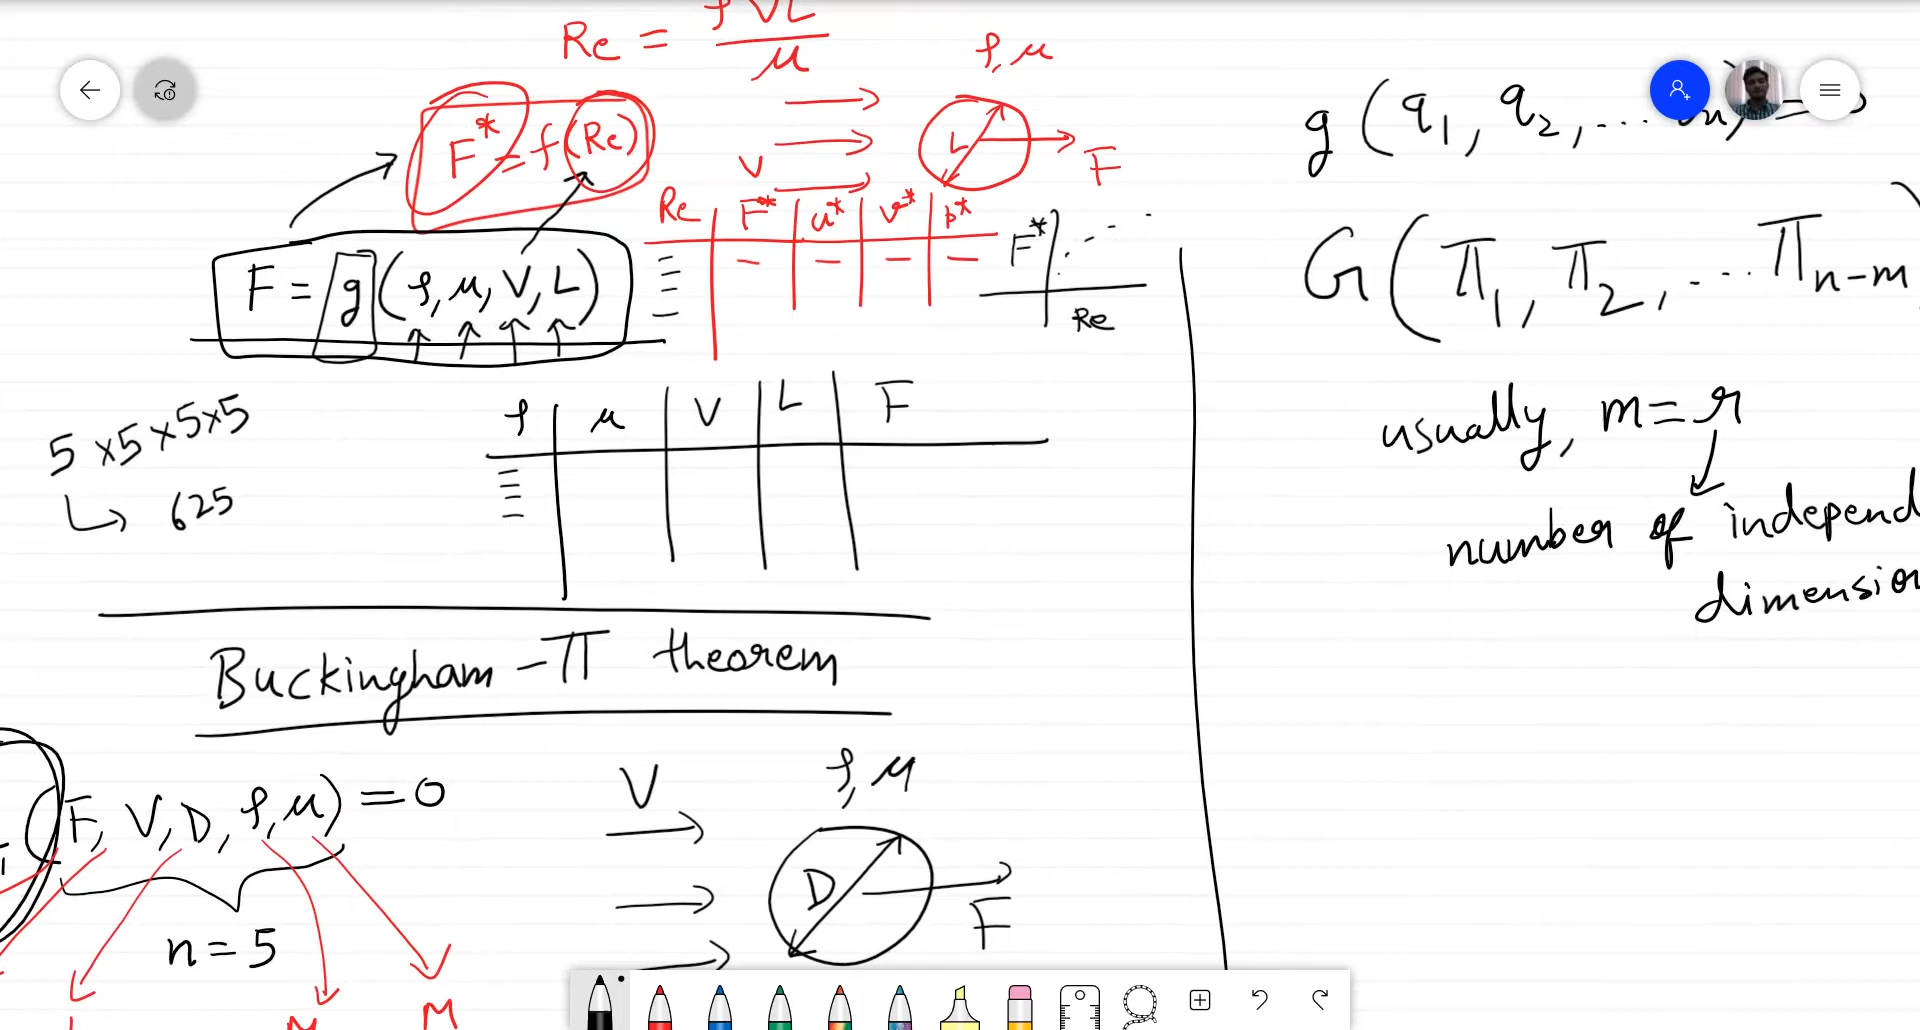 Re = ρVL / μ
ρ, μ
F* = f(Re)
V
L
F
Re F* u* v* p*
F*
Re
F = g(ρ, μ, V, L)
5 × 5 × 5 × 5
↳ 625
ρ μ V L F
Buckingham - π theorem
(F, V, D, ρ, μ) = 0
n = 5
L
M
M
V
ρ, μ
D
F
g(q₁, q₂, ...
G(π₁, π₂, ... πn-m
usually, m = r
number of independ
dimension